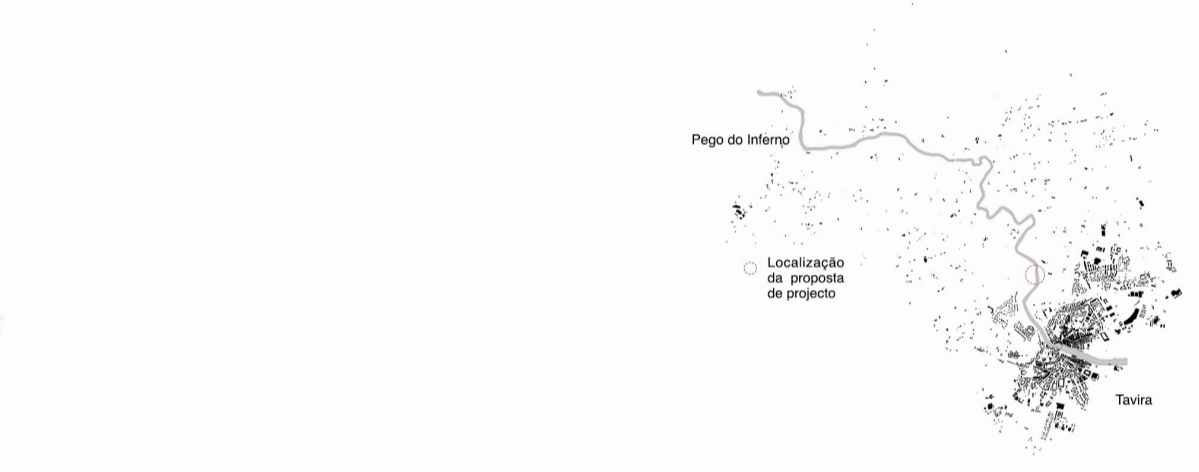 Pego do Inferno
Localização
da proposta
de projecto
Tavira